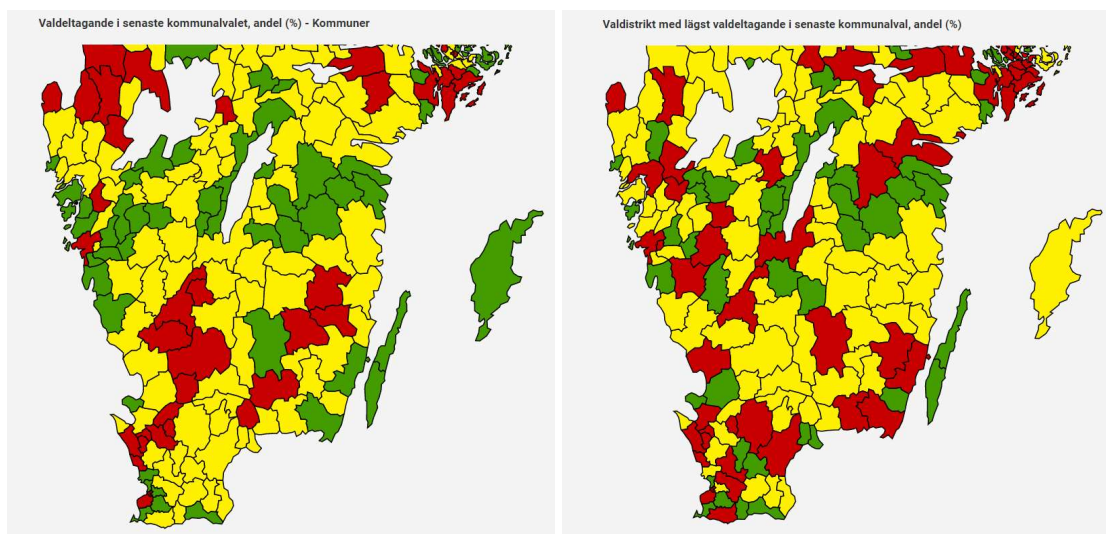 Valdeltagande i senaste kommunalvalet, andel (%) - Kommuner
Valdistrikt med lägst valdeltagande i senaste kommunalval, andel (%)